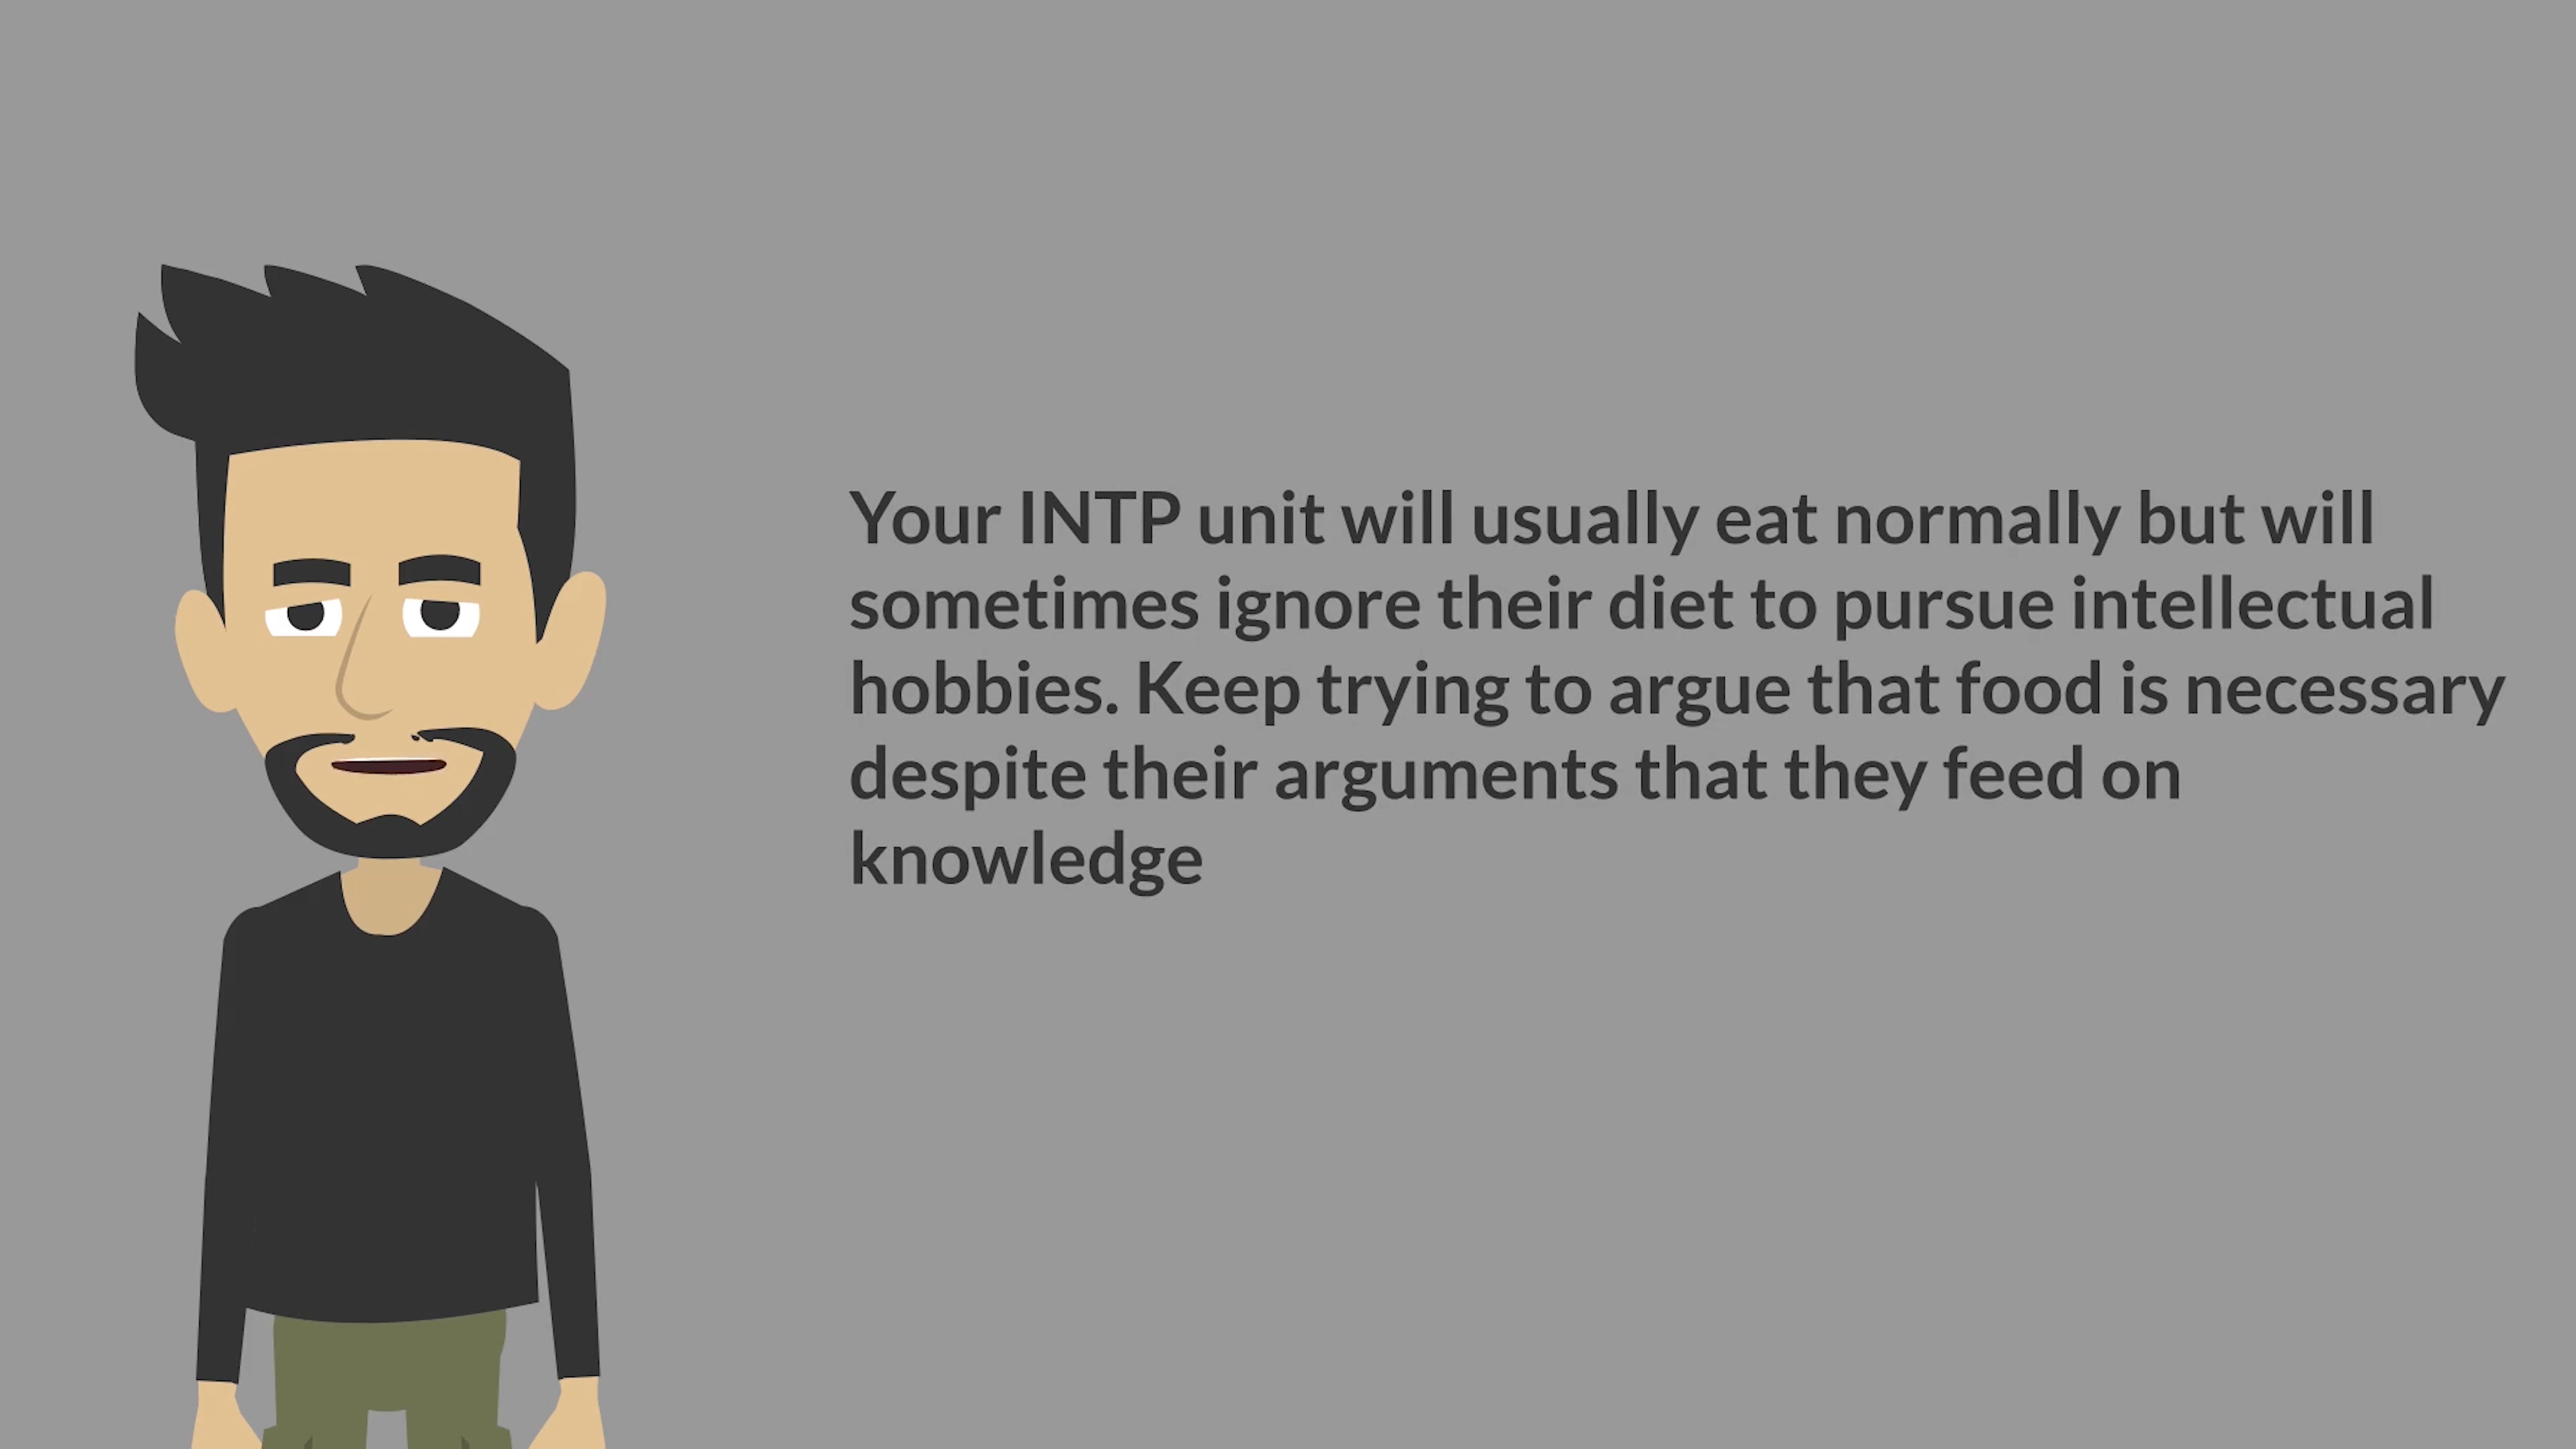 Your INTP unit will usually eat normally but will
sometimes ignore their diet to pursue intellectual
hobbies. Keep trying to argue that food is necessary
despite their arguments that they feed on
knowledge